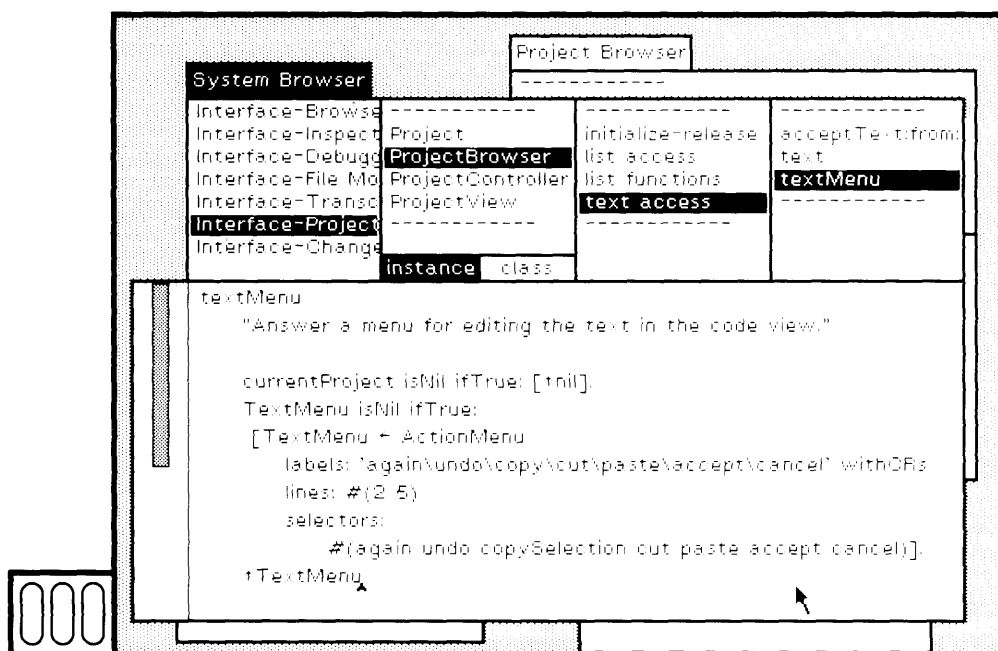 Project Browser
System Browser
------------
Interface-Browse
Interface-Inspect
Interface-Debugg
Interface-File Mo
Interface-Transc
Interface-Project
Interface-Change
------------
Project
ProjectBrowser
ProjectController
ProjectView
------------
instance class
------------
initialize-release
list access
list functions
text access
------------
------------
acceptText:from:
text
textMenu
------------
textMenu
"Answer a menu for editing the text in the code view."
currentProject isNil ifTrue: [↑nil].
TextMenu isNil ifTrue:
[TextMenu ← ActionMenu
labels: 'again\undo\copy\cut\paste\accept\cancel' withCRs
lines: #(2 5)
selectors:
#(again undo copySelection cut paste accept cancel)].
↑TextMenu